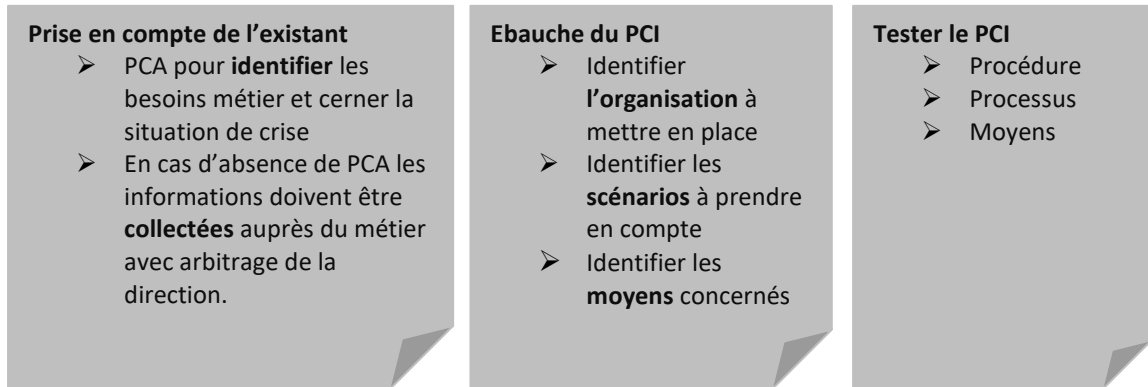 Prise en compte de l’existant
➢ PCA pour identifier les
besoins métier et cerner la
situation de crise
➢ En cas d’absence de PCA les
informations doivent être
collectées auprès du métier
avec arbitrage de la
direction.
Ebauche du PCI
➢ Identifier
l’organisation à
mettre en place
➢ Identifier les
scénarios à prendre
en compte
➢ Identifier les
moyens concernés
Tester le PCI
➢ Procédure
➢ Processus
➢ Moyens